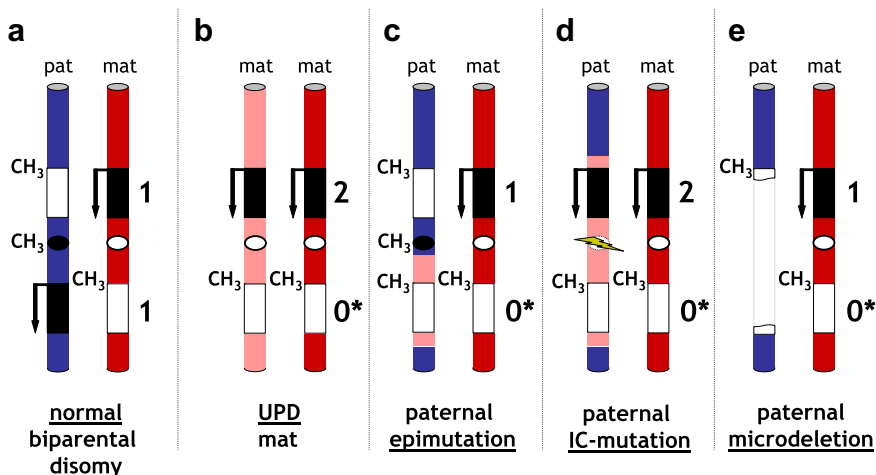 a
pat mat
CH3
1
CH3
CH3
1
normal
biparental
disomy
b
mat mat
2
CH3
0*
UPD
mat
c
pat mat
CH3
1
CH3
CH3
CH3
0*
paternal
epimutation
d
pat mat
2
CH3
CH3
0*
paternal
IC-mutation
e
pat mat
CH3
1
CH3
0*
paternal
microdeletion